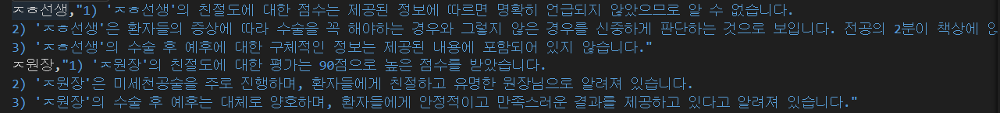 ㅈㅎ선생,"1) 'ㅈㅎ선생'의 친절도에 대한 점수는 제공된 정보에 따르면 명확히 언급되지 않았으므로 알 수 없습니다.
2) 'ㅈㅎ선생'은 환자들의 증상에 따라 수술을 꼭 해야하는 경우와 그렇지 않은 경우를 신중하게 판단하는 것으로 보입니다. 전공의 2분이 책상에
3) 'ㅈㅎ선생'의 수술 후 예후에 대한 구체적인 정보는 제공된 내용에 포함되어 있지 않습니다."
ㅈ원장,"1) 'ㅈ원장'의 친절도에 대한 평가는 90점으로 높은 점수를 받았습니다.
2) 'ㅈ원장'은 미세천공술을 주로 진행하며, 환자들에게 친절하고 유명한 원장님으로 알려져 있습니다.
3) 'ㅈ원장'의 수술 후 예후는 대체로 양호하며, 환자들에게 안정적이고 만족스러운 결과를 제공하고 있다고 알려져 있습니다."